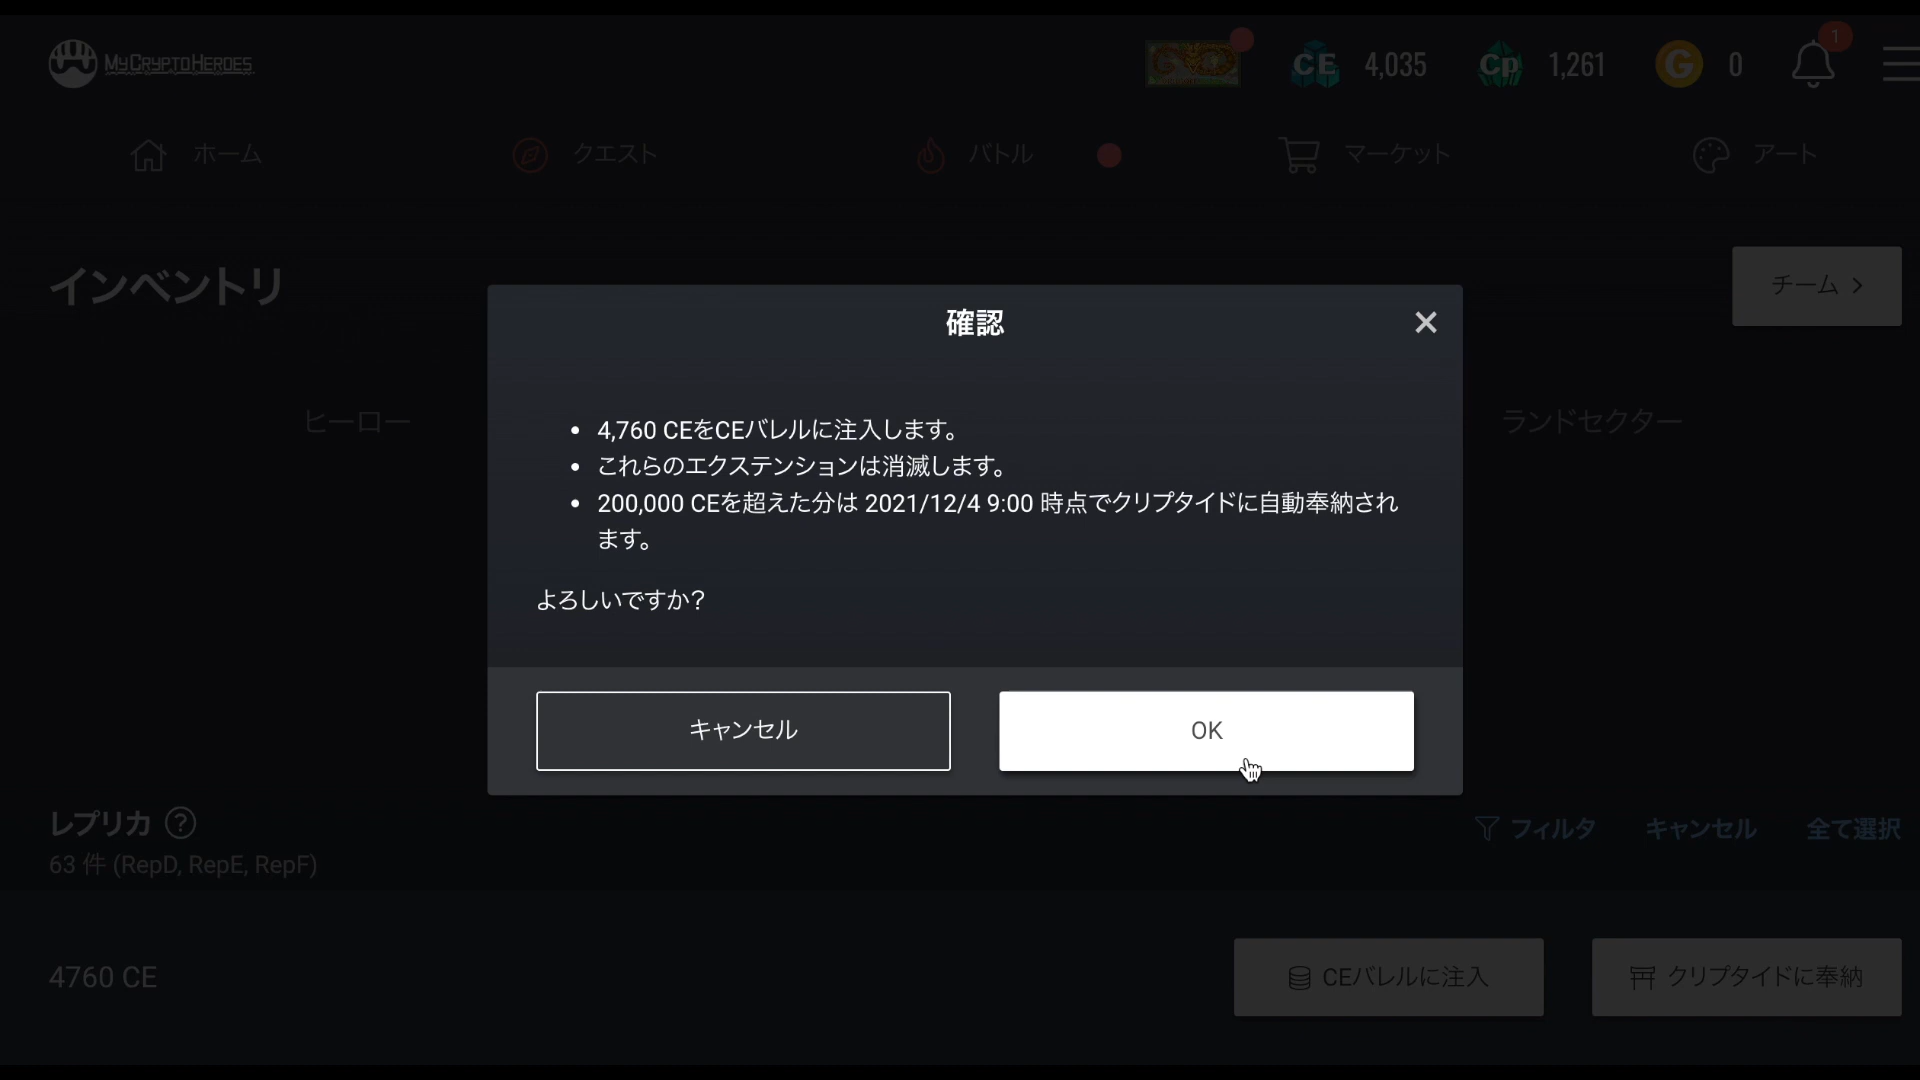 MyCryptoHeroes
CE 4,035 Cp 1,261 G 0 1
ホーム クエスト バトル マーケット アート
インベントリ
チーム
ヒーロー
ランドセクター
確認
• 4,760 CEをCEバレルに注入します。
• これらのエクステンションは消滅します。
• 200,000 CEを超えた分は 2021/12/4 9:00 時点でクリプタイドに自動奉納され
ます。
よろしいですか?
キャンセル OK
レプリカ ?
フィルタ キャンセル 全て選択
63 件 (RepD, RepE, RepF)
4760 CE
CEバレルに注入 クリプタイドに奉納